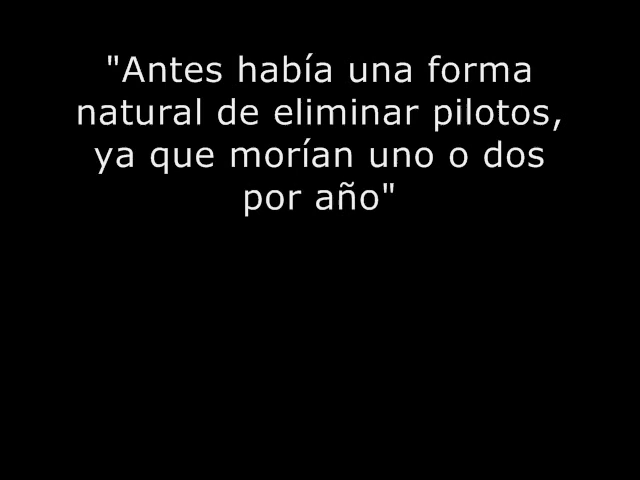 "Antes había una forma
natural de eliminar pilotos,
ya que morían uno o dos
por año"